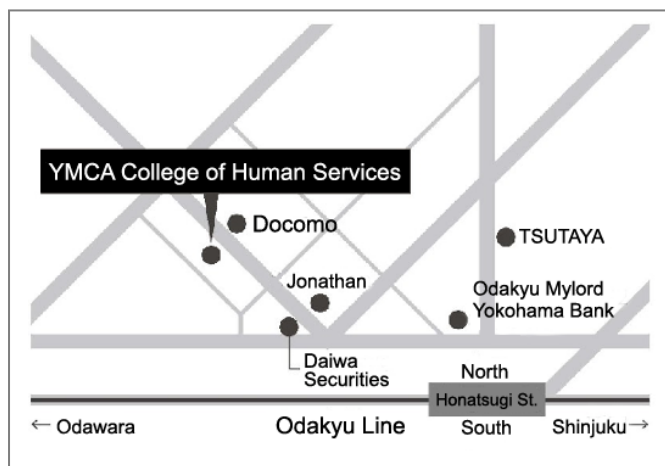 YMCA College of Human Services
Docomo
TSUTAYA
Jonathan
Odakyu Mylord
Yokohama Bank
Daiwa
Securities
North
Honatsugi St.
← Odawara
Odakyu Line
South
Shinjuku →